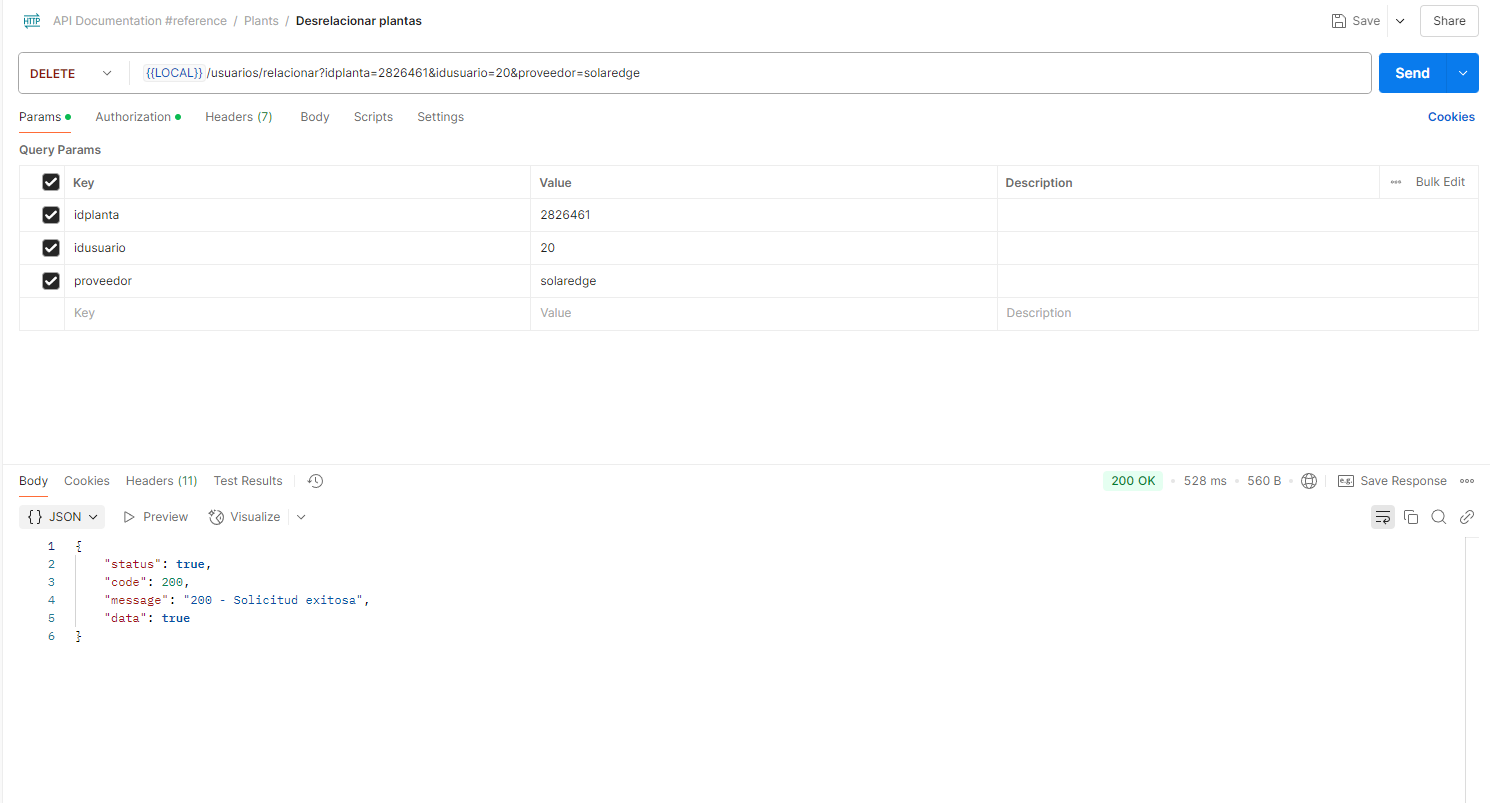 HTTP API Documentation #reference / Plants / Desrelacionar plantas Save Share
DELETE {{LOCAL}} /usuarios/relacionar?idplanta=2826461&idusuario=20&proveedor=solaredge Send
Params Authorization Headers (7) Body Scripts Settings Cookies
Query Params
Key Value Description Bulk Edit
idplanta 2826461
idusuario 20
proveedor solaredge
Key Value Description
Body Cookies Headers (11) Test Results 200 OK 528 ms 560 B e.g. Save Response
{} JSON Preview Visualize
1 {
2 "status": true,
3 "code": 200,
4 "message": "200 - Solicitud exitosa",
5 "data": true
6 }